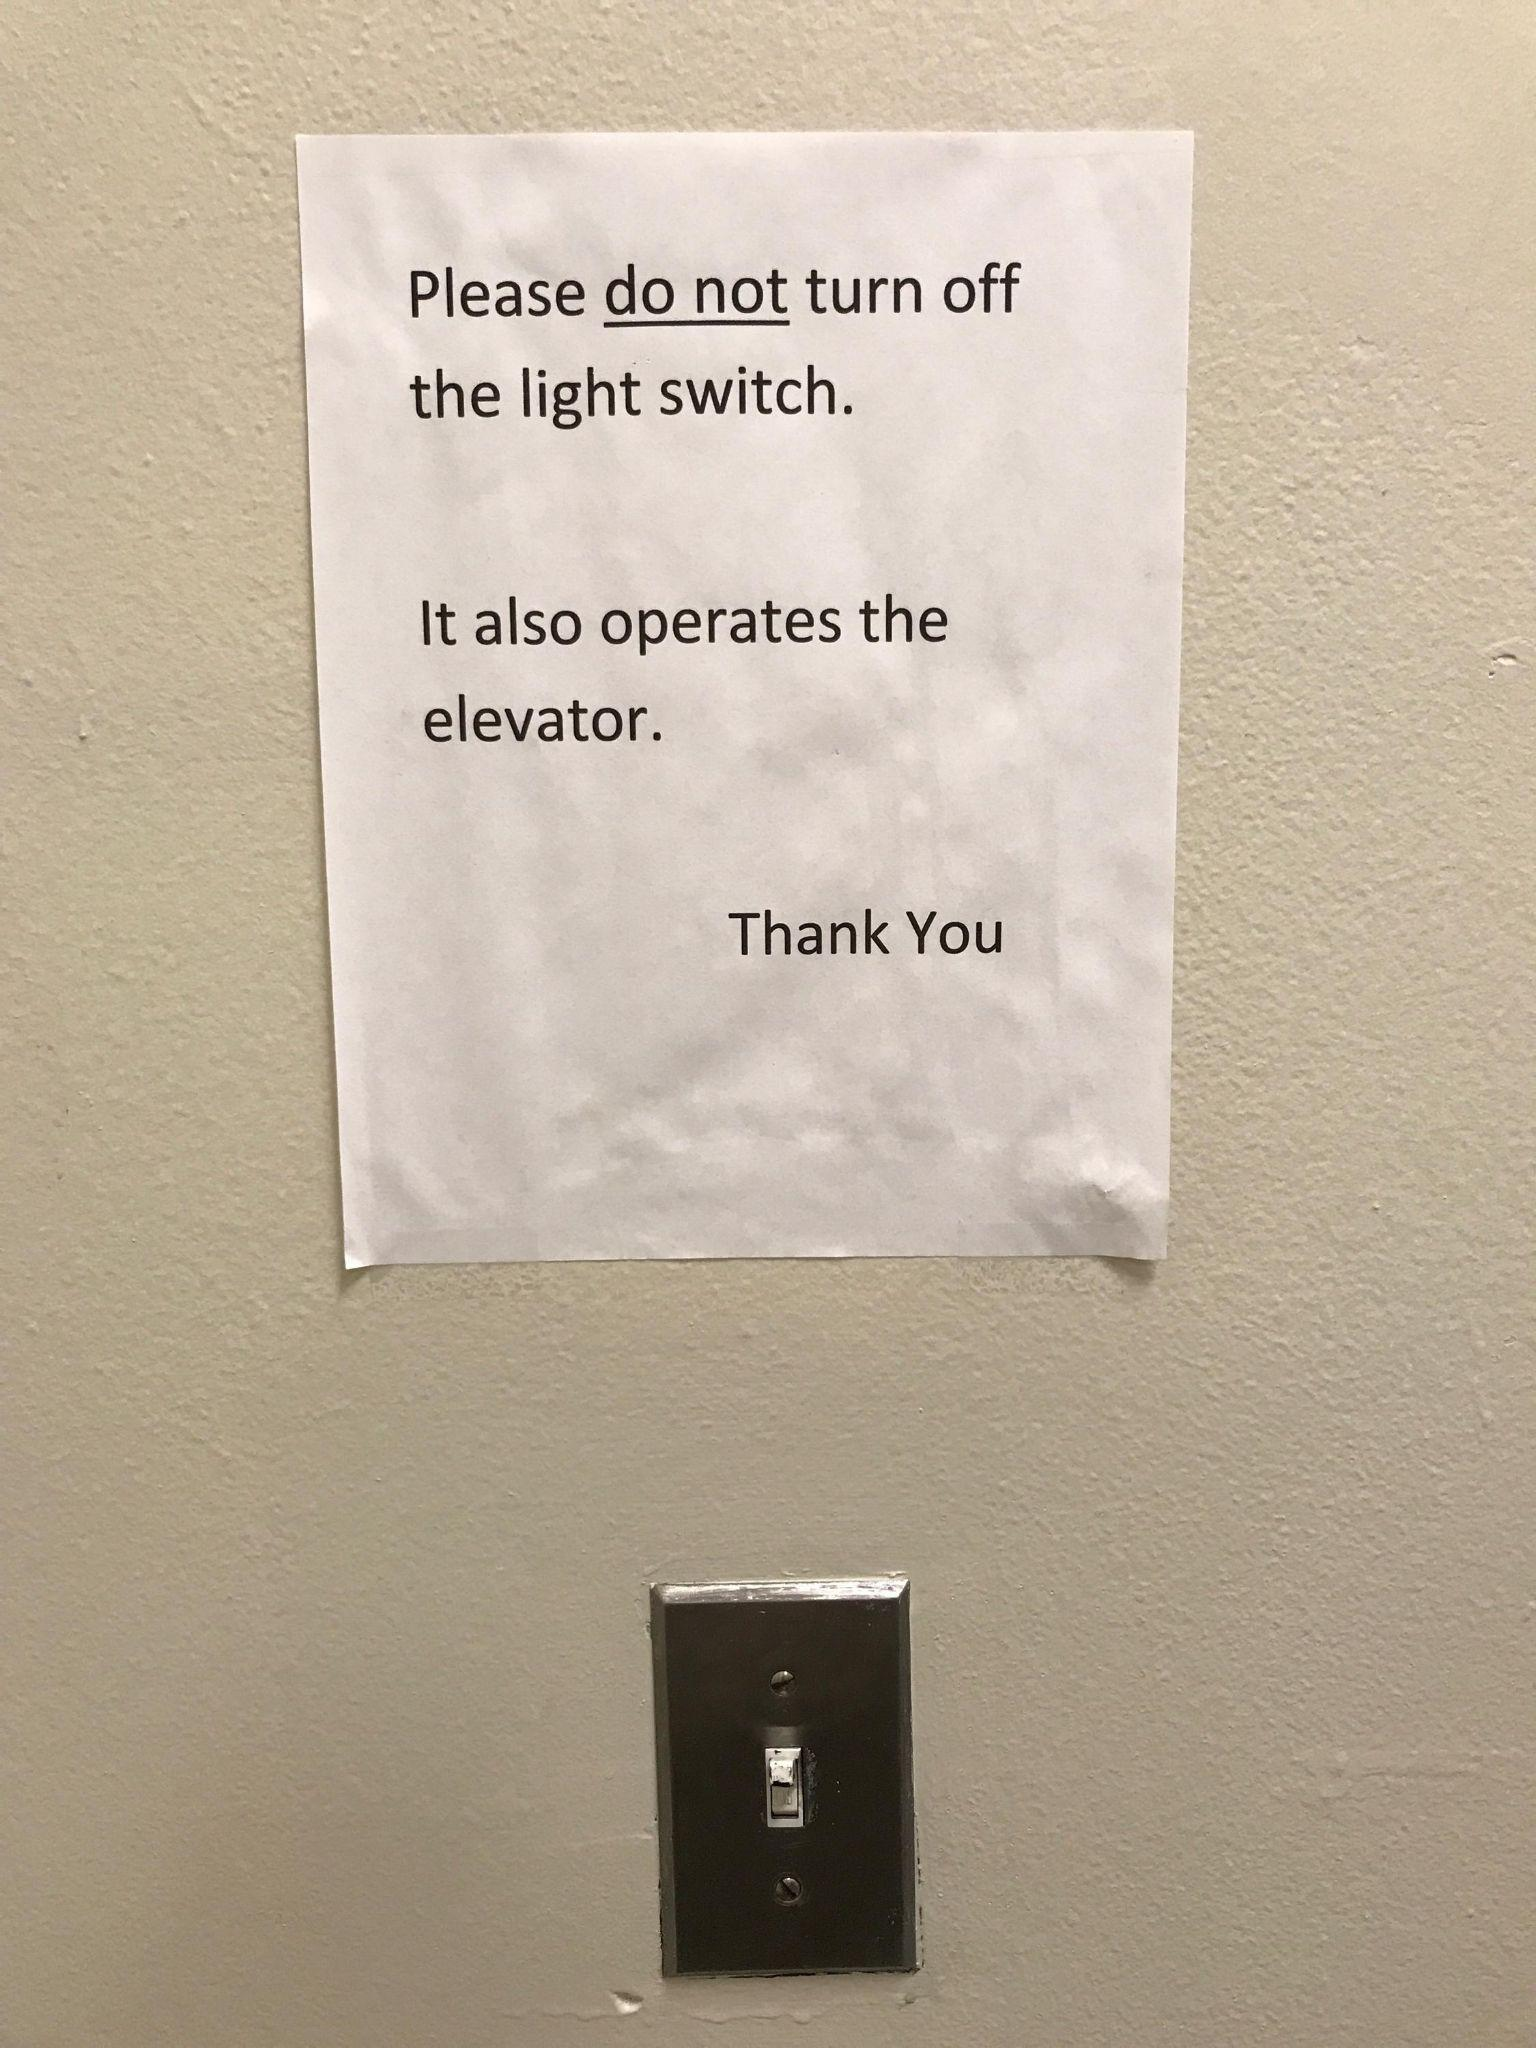 Please do not turn off
the light switch.
It also operates the
elevator.
Thank You